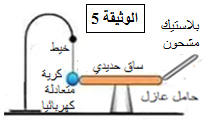 الوثيقة 5
بلاستيك
مشحون
خيط
ساق حديدي
كرية
متعادلة
كهربائيا
حامل عازل